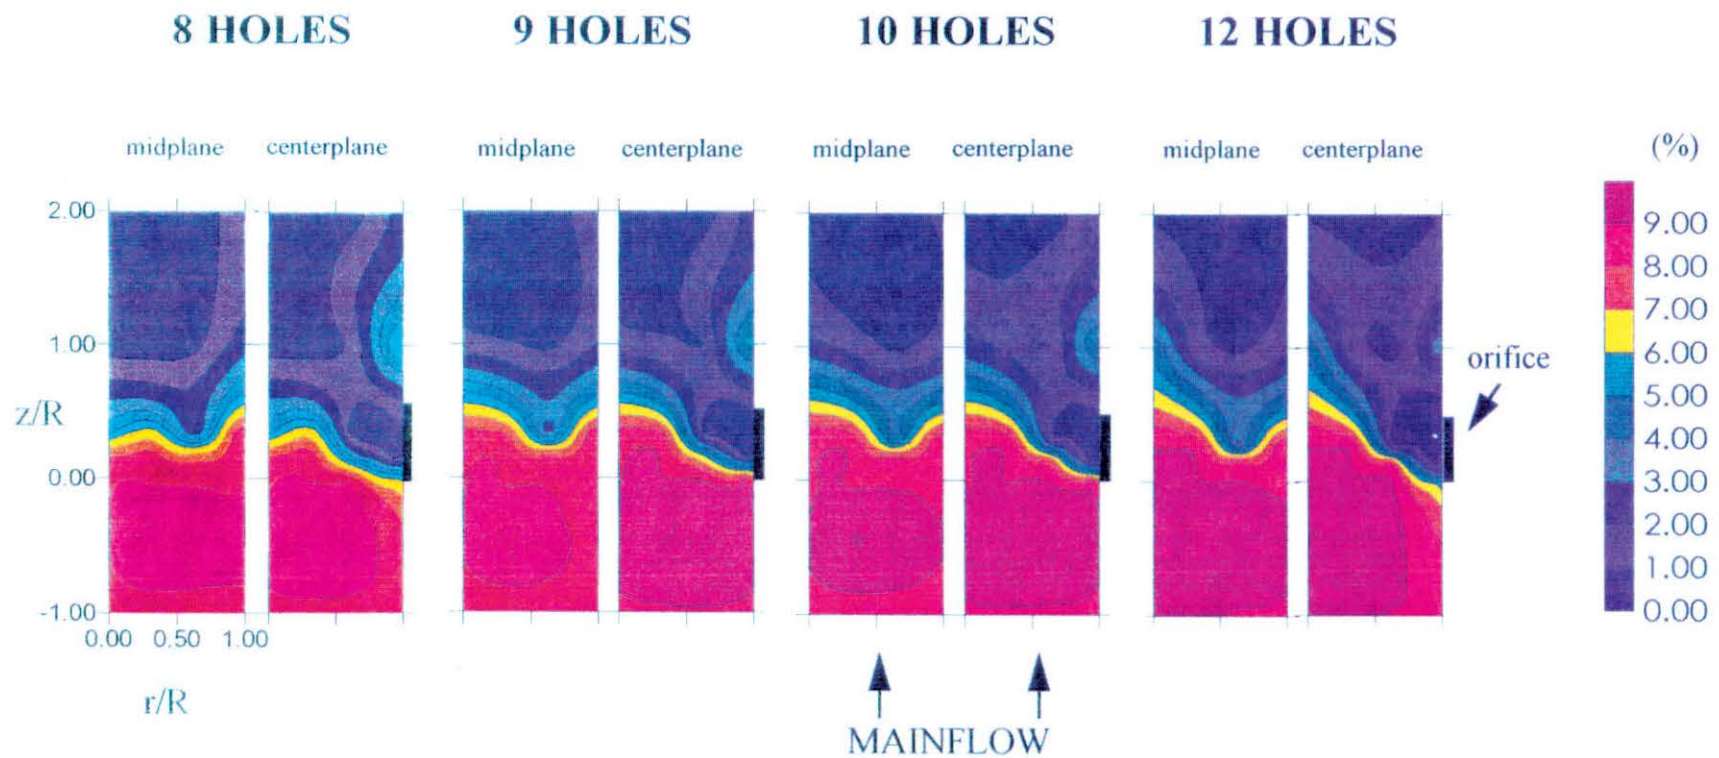 8 HOLES 9 HOLES 10 HOLES 12 HOLES
midplane centerplane midplane centerplane midplane centerplane midplane centerplane (%)
2.00
1.00
z/R
0.00
-1.00
0.00 0.50 1.00
r/R
MAINFLOW
orifice
9.00
8.00
7.00
6.00
5.00
4.00
3.00
2.00
1.00
0.00